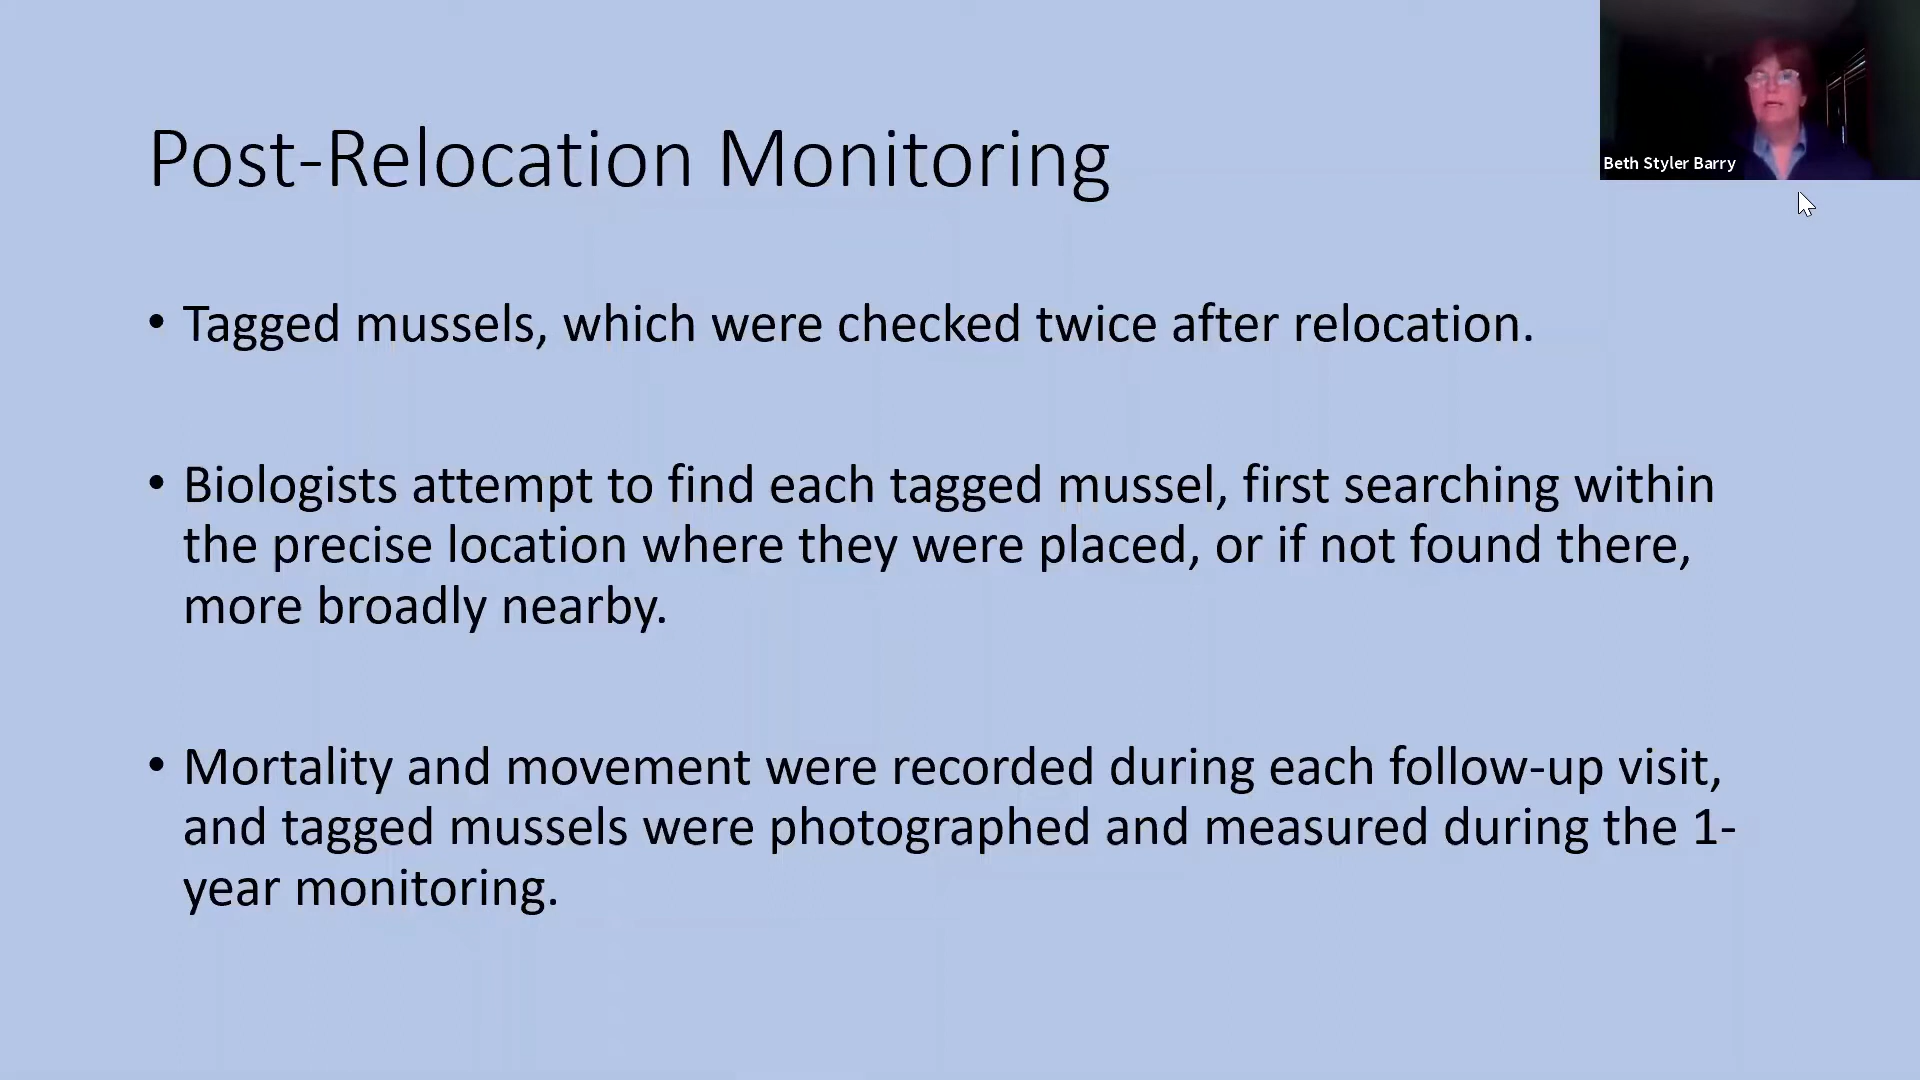 Post-Relocation Monitoring
Beth Styler Barry
• Tagged mussels, which were checked twice after relocation.
• Biologists attempt to find each tagged mussel, first searching within
the precise location where they were placed, or if not found there,
more broadly nearby.
• Mortality and movement were recorded during each follow-up visit,
and tagged mussels were photographed and measured during the 1-
year monitoring.